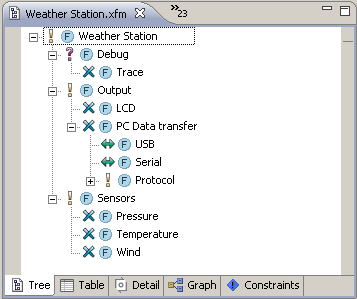 Weather Station.xfm
»23
! F Weather Station
? F Debug
F Trace
! F Output
F LCD
F PC Data transfer
F USB
F Serial
! F Protocol
! F Sensors
F Pressure
F Temperature
F Wind
Tree Table Detail Graph Constraints